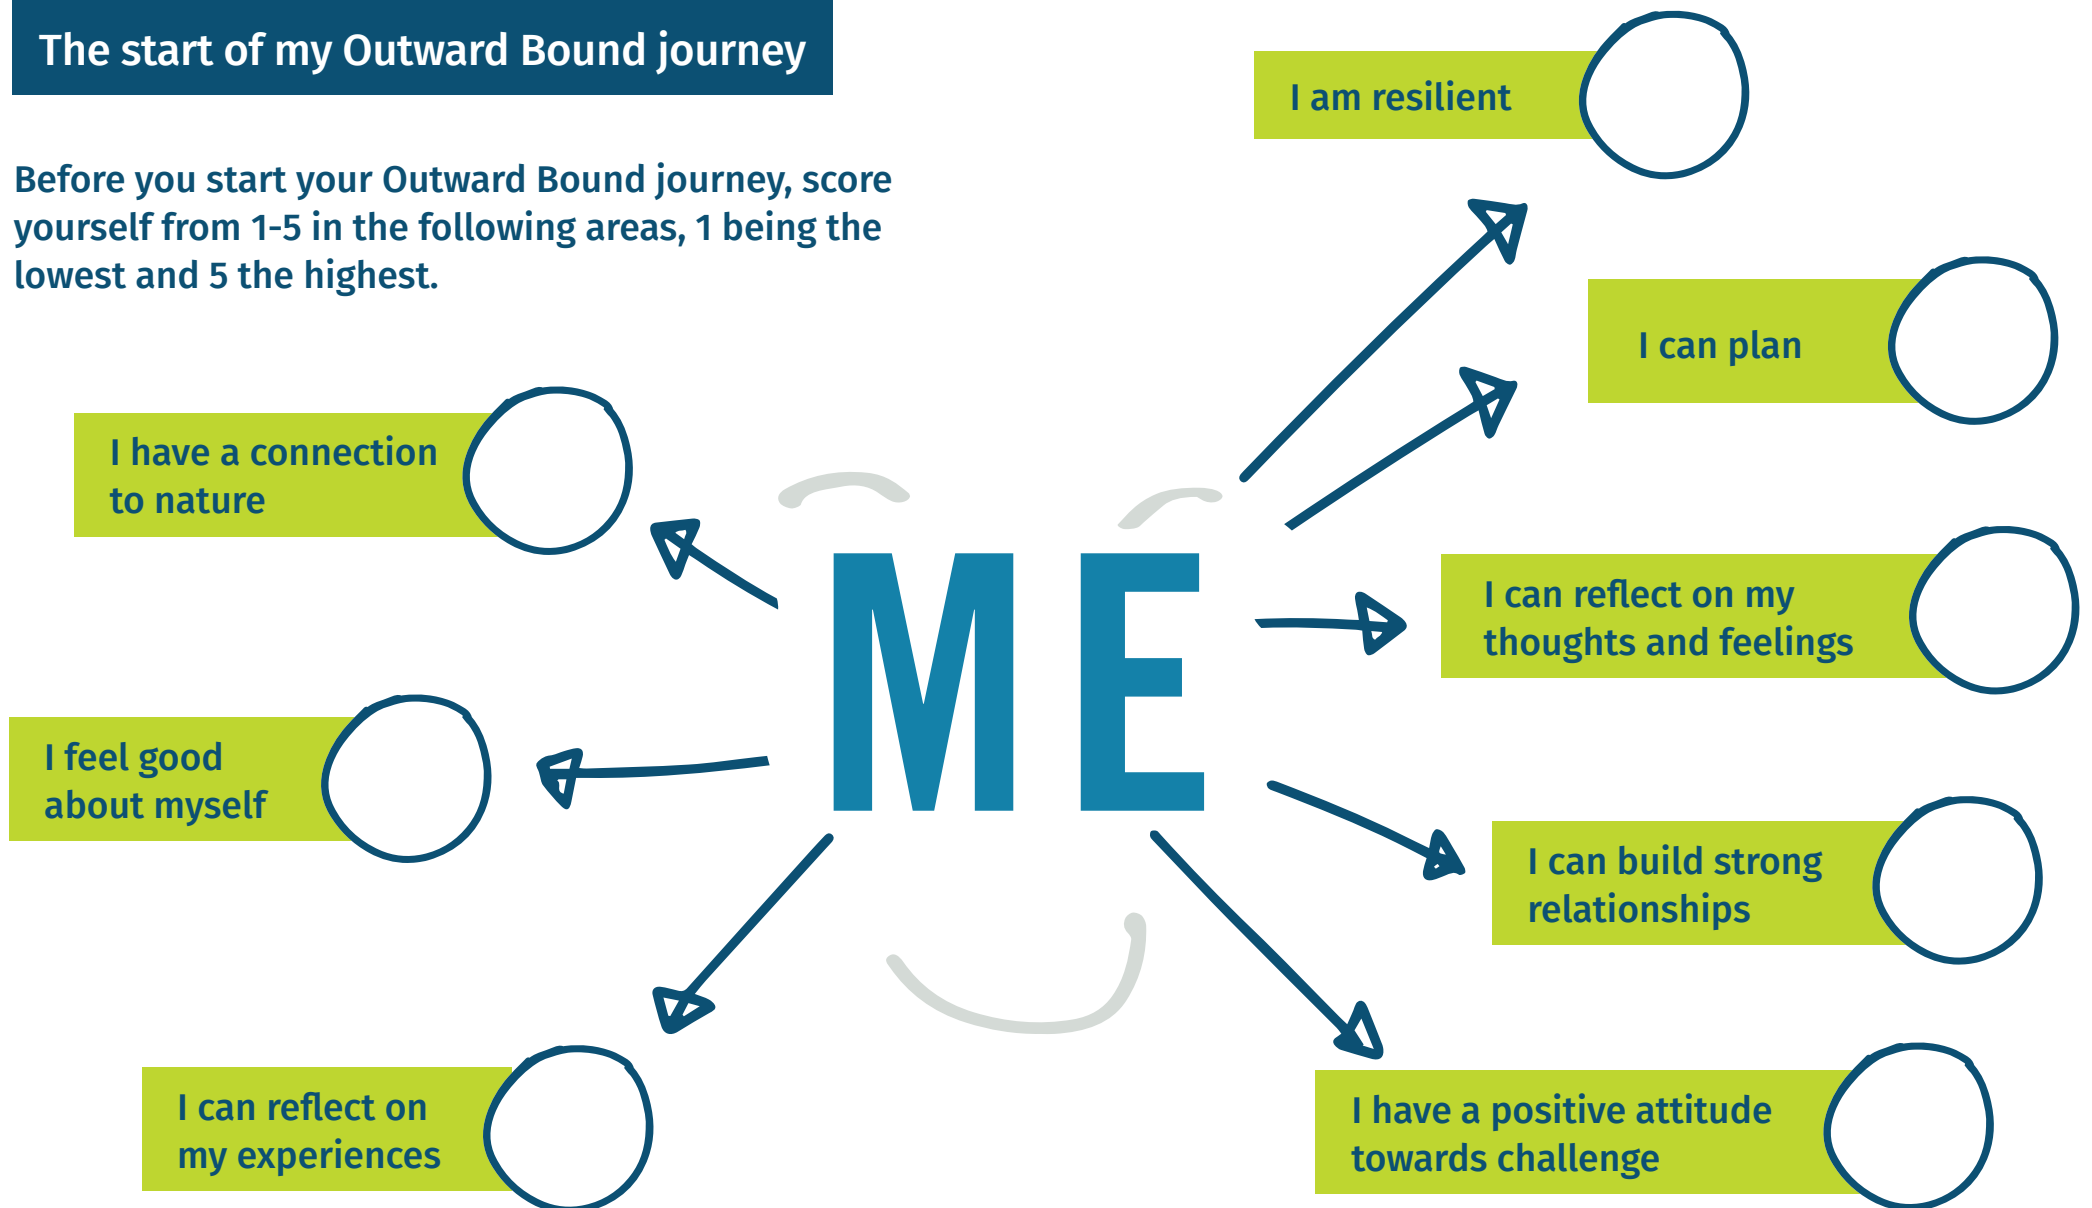 The start of my Outward Bound journey
Before you start your Outward Bound journey, score
yourself from 1-5 in the following areas, 1 being the
lowest and 5 the highest.
I am resilient
I can plan
I have a connection
to nature
ME
I can reflect on my
thoughts and feelings
I feel good
about myself
I can build strong
relationships
I can reflect on
my experiences
I have a positive attitude
towards challenge